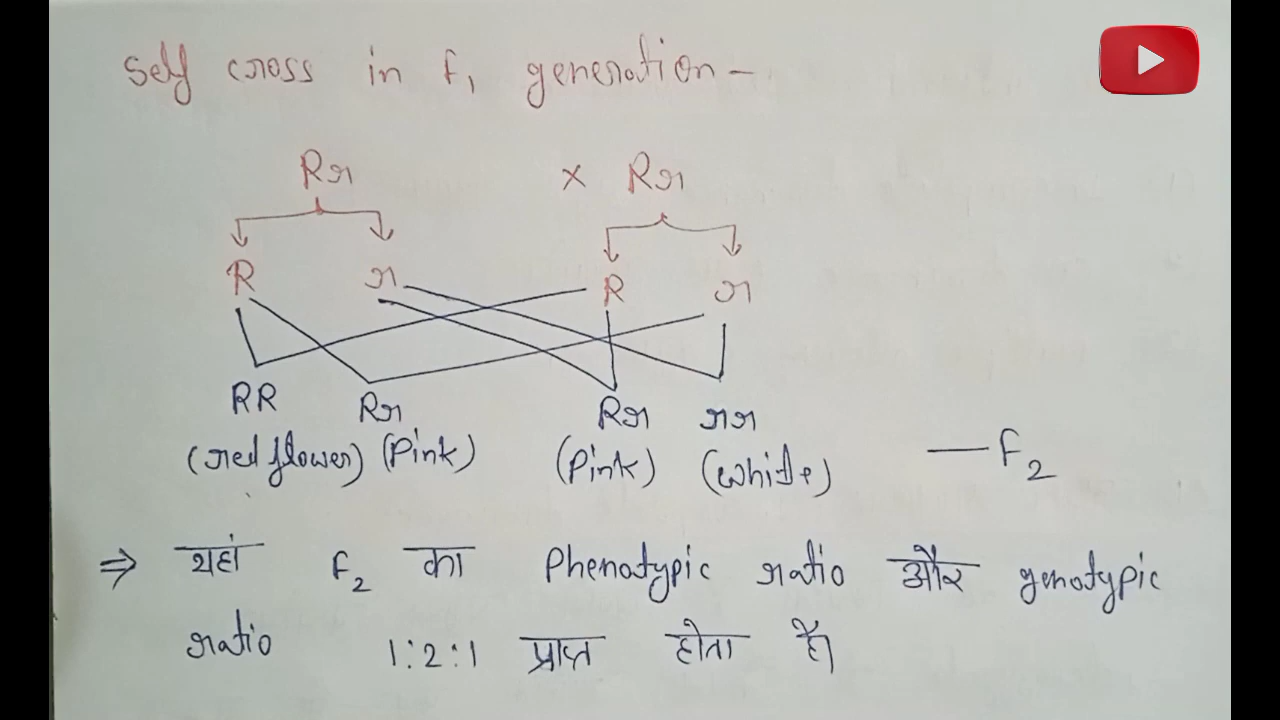 Self cross in F₁ generation –
Rr × Rr
R r R r
RR Rr Rr rr
(red flower) (Pink) (Pink) (white) — F₂
⇒ यहां F₂ का Phenotypic ratio और genotypic
ratio 1:2:1 प्राप्त होता है।